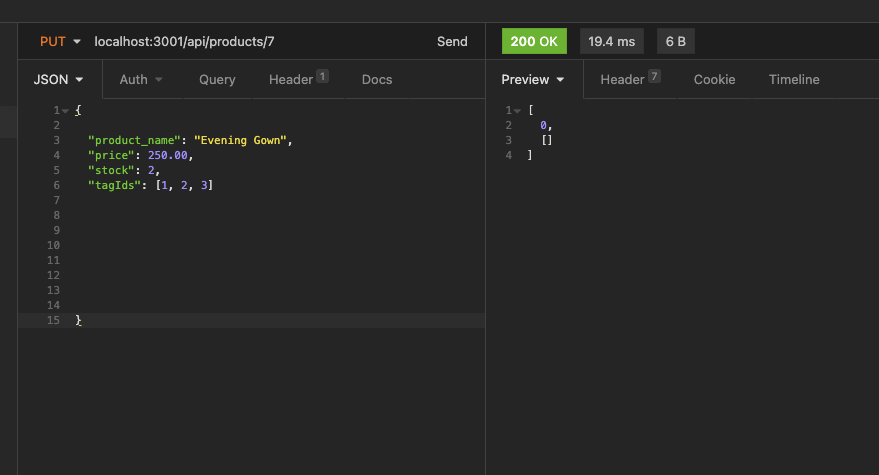 PUT localhost:3001/api/products/7 Send
200 OK 19.4 ms 6 B
JSON Auth Query Header 1 Docs
Preview Header 7 Cookie Timeline
1 {
2
3 "product_name": "Evening Gown",
4 "price": 250.00,
5 "stock": 2,
6 "tagIds": [1, 2, 3]
7
8
9
10
11
12
13
14
15 }
1 [
2 0,
3 []
4 ]